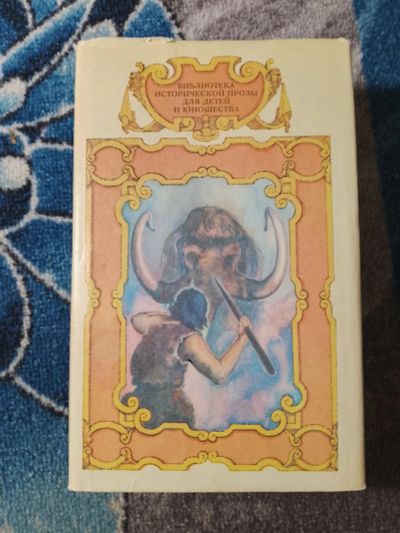 БИБЛИОТЕКА
ИСТОРИЧЕСКОЙ ПРОЗЫ
ДЛЯ ДЕТЕЙ
И ЮНОШЕСТВА